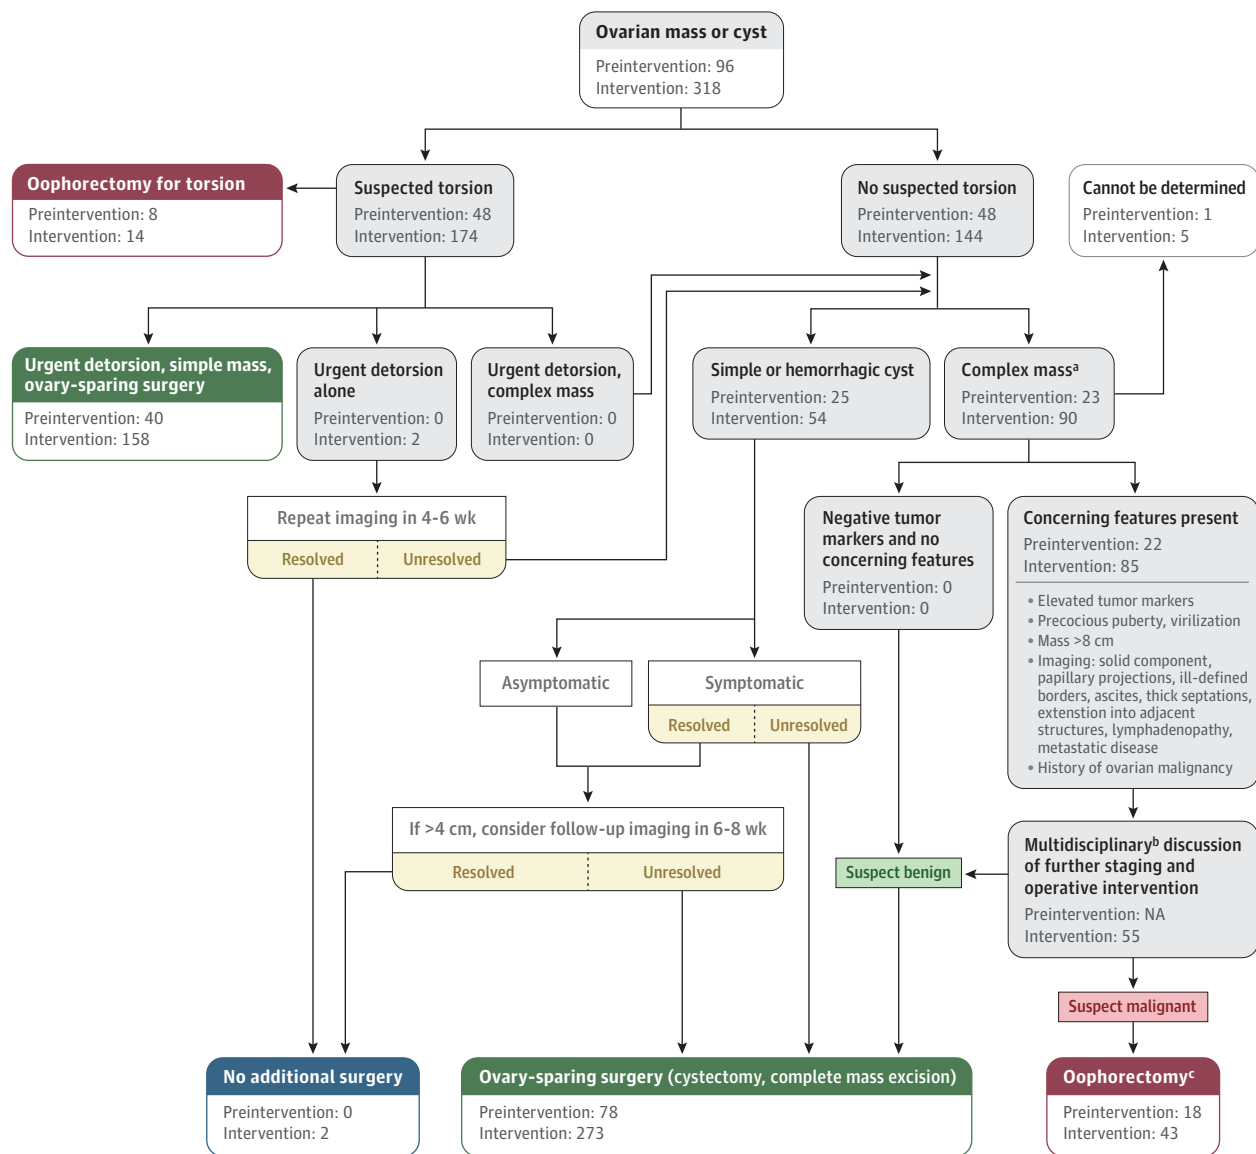 Ovarian mass or cyst
Preintervention: 96
Intervention: 318
Oophorectomy for torsion
Preintervention: 8
Intervention: 14
Suspected torsion
Preintervention: 48
Intervention: 174
No suspected torsion
Preintervention: 48
Intervention: 144
Cannot be determined
Preintervention: 1
Intervention: 5
Urgent detorsion, simple mass,
ovary-sparing surgery
Preintervention: 40
Intervention: 158
Urgent detorsion
alone
Preintervention: 0
Intervention: 2
Urgent detorsion,
complex mass
Preintervention: 0
Intervention: 0
Simple or hemorrhagic cyst
Preintervention: 25
Intervention: 54
Complex massᵃ
Preintervention: 23
Intervention: 90
Repeat imaging in 4-6 wk
Resolved
Unresolved
Negative tumor
markers and no
concerning features
Preintervention: 0
Intervention: 0
Concerning features present
Preintervention: 22
Intervention: 85
• Elevated tumor markers
• Precocious puberty, virilization
• Mass >8 cm
• Imaging: solid component,
papillary projections, ill-defined
borders, ascites, thick septations,
extenstion into adjacent
structures, lymphadenopathy,
metastatic disease
• History of ovarian malignancy
Asymptomatic
Symptomatic
Resolved
Unresolved
If >4 cm, consider follow-up imaging in 6-8 wk
Resolved
Unresolved
Suspect benign
Multidisciplinaryᵇ discussion
of further staging and
operative intervention
Preintervention: NA
Intervention: 55
Suspect malignant
No additional surgery
Preintervention: 0
Intervention: 2
Ovary-sparing surgery (cystectomy, complete mass excision)
Preintervention: 78
Intervention: 273
Oophorectomyᶜ
Preintervention: 18
Intervention: 43